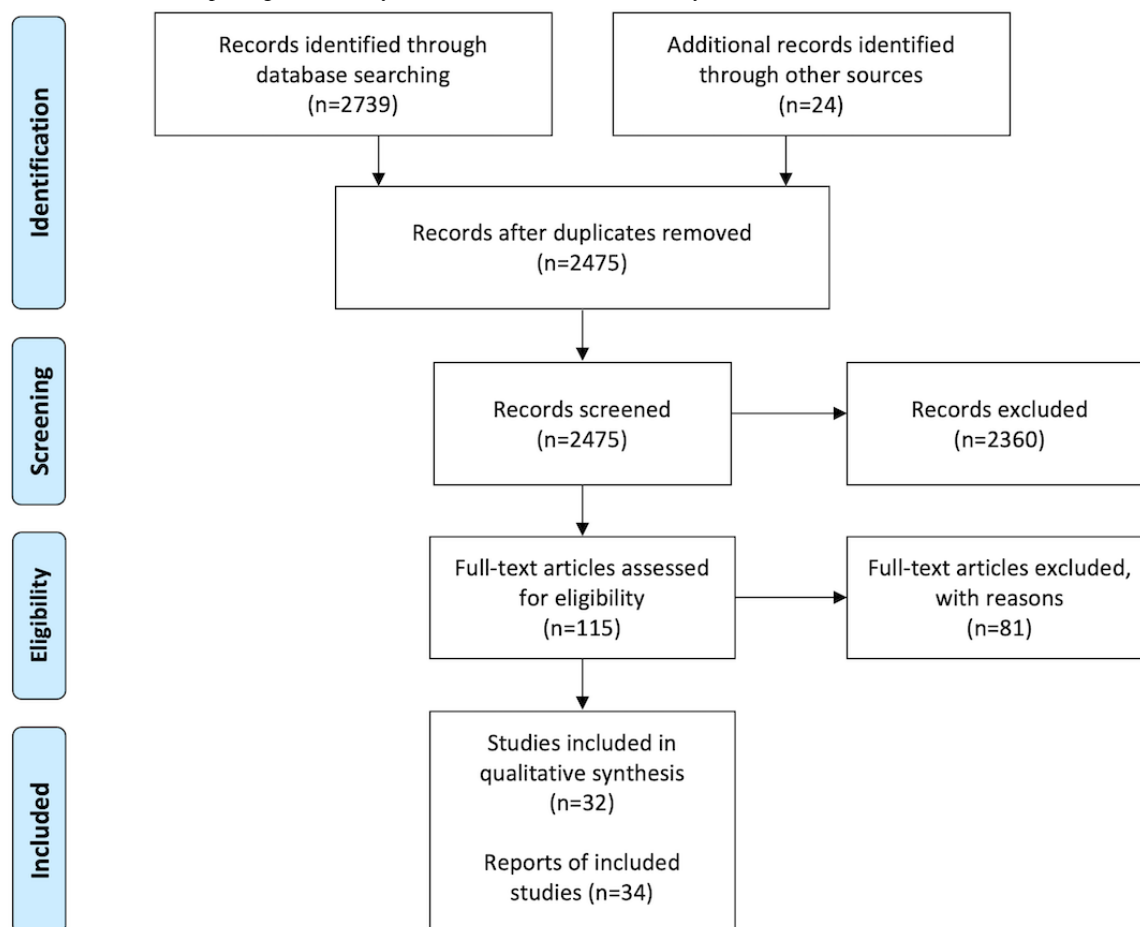 Identification
Records identified through
database searching
(n=2739)
Additional records identified
through other sources
(n=24)
Records after duplicates removed
(n=2475)
Screening
Records screened
(n=2475)
Records excluded
(n=2360)
Eligibility
Full-text articles assessed
for eligibility
(n=115)
Full-text articles excluded,
with reasons
(n=81)
Included
Studies included in
qualitative synthesis
(n=32)
Reports of included
studies (n=34)